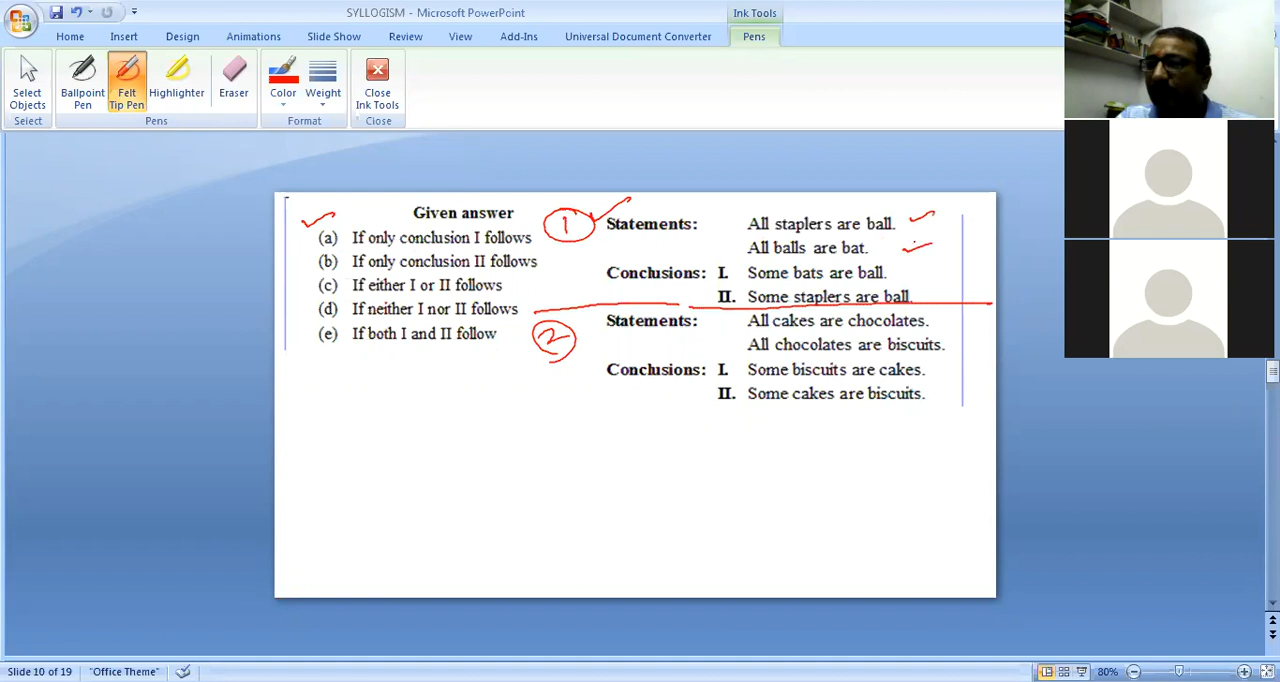 SYLLOGISM - Microsoft PowerPoint
Ink Tools
Home
Insert
Design
Animations
Slide Show
Review
View
Add-Ins
Universal Document Converter
Pens
Select Objects
Ballpoint Pen
Felt Tip Pen
Highlighter
Eraser
Color
Weight
Close Ink Tools
Select
Pens
Format
Close
Given answer
(a) If only conclusion I follows
(b) If only conclusion II follows
(c) If either I or II follows
(d) If neither I nor II follows
(e) If both I and II follow
1
Statements: All staplers are ball.
All balls are bat.
Conclusions: I. Some bats are ball.
II. Some staplers are ball.
2
Statements: All cakes are chocolates.
All chocolates are biscuits.
Conclusions: I. Some biscuits are cakes.
II. Some cakes are biscuits.
Slide 10 of 19
"Office Theme"
80%